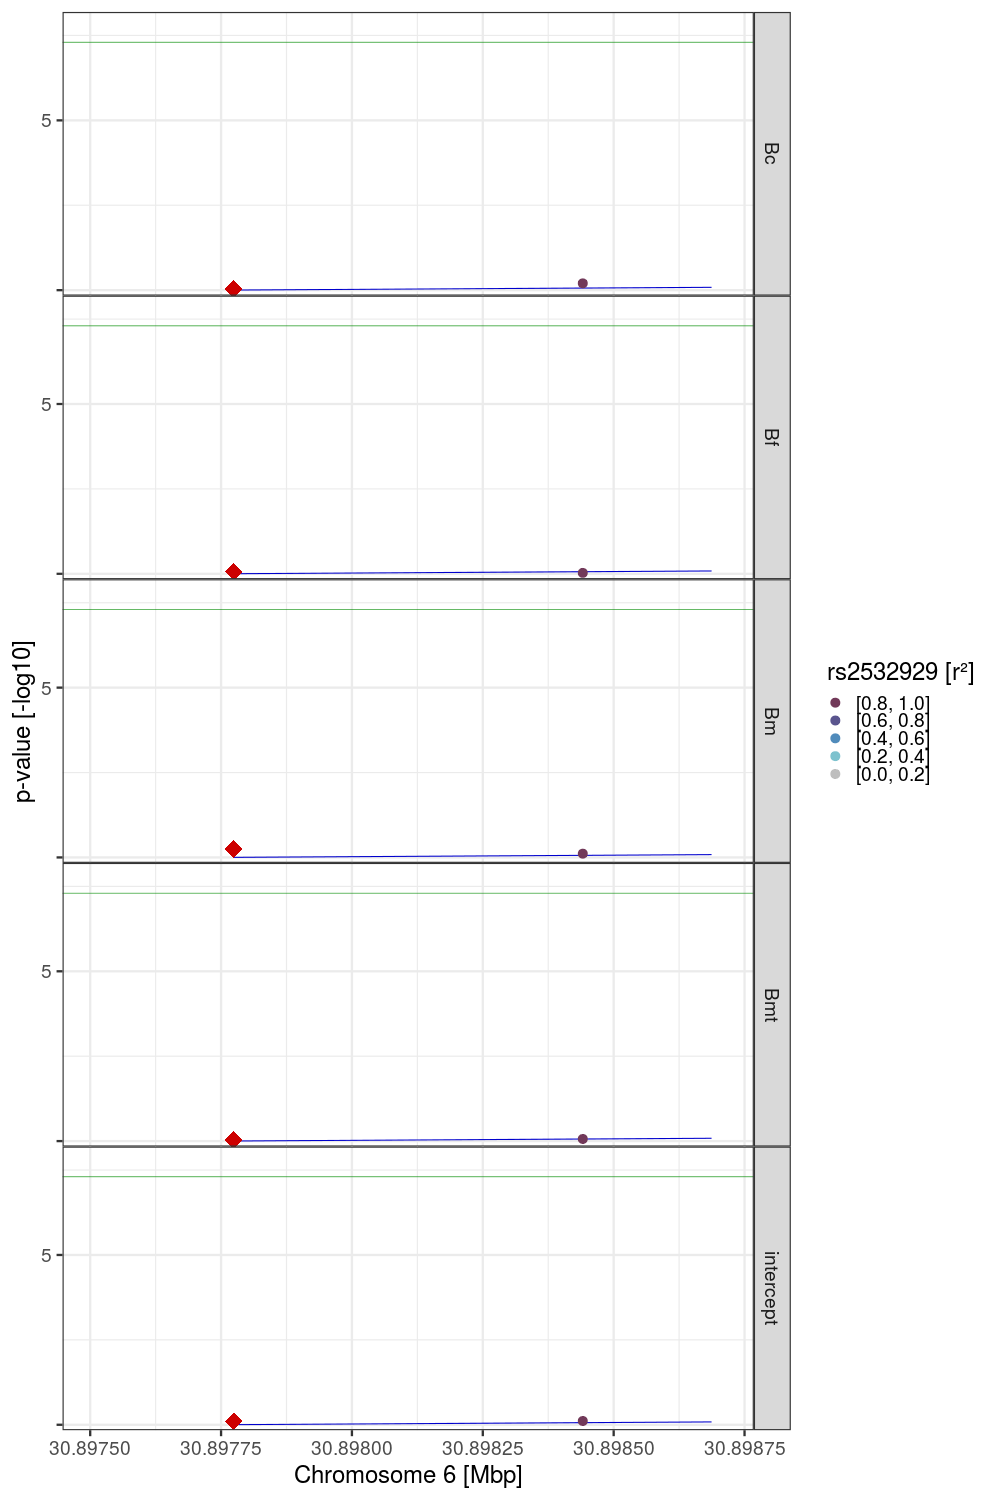 5
Bc
5
Bf
5
Bm
5
Bmt
5
intercept
p-value [-log10]
30.89750 30.89775 30.89800 30.89825 30.89850 30.89875
Chromosome 6 [Mbp]
rs2532929 [r²]
[0.8, 1.0]
[0.6, 0.8]
[0.4, 0.6]
[0.2, 0.4]
[0.0, 0.2]